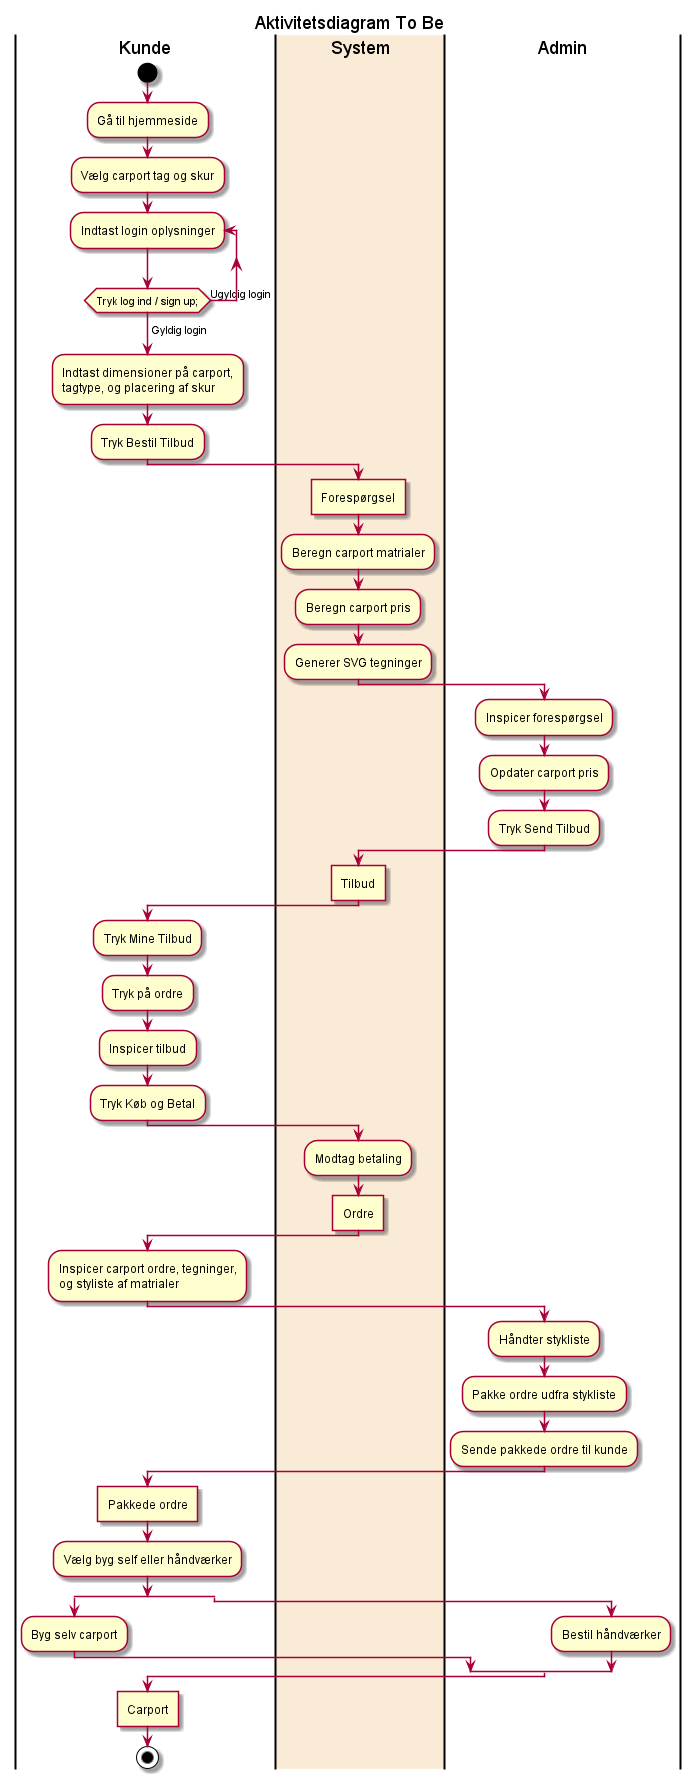 Aktivitetsdiagram To Be
Kunde
System
Admin
Gå til hjemmeside
Vælg carport tag og skur
Indtast login oplysninger
Tryk log ind / sign up;
Ugyldig login
Gyldig login
Indtast dimensioner på carport,
tagtype, og placering af skur
Tryk Bestil Tilbud
Forespørgsel
Beregn carport matrialer
Beregn carport pris
Generer SVG tegninger
Inspicer forespørgsel
Opdater carport pris
Tryk Send Tilbud
Tilbud
Tryk Mine Tilbud
Tryk på ordre
Inspicer tilbud
Tryk Køb og Betal
Modtag betaling
Ordre
Inspicer carport ordre, tegninger,
og styliste af matrialer
Håndter stykliste
Pakke ordre udfra stykliste
Sende pakkede ordre til kunde
Pakkede ordre
Vælg byg self eller håndværker
Byg selv carport
Bestil håndværker
Carport